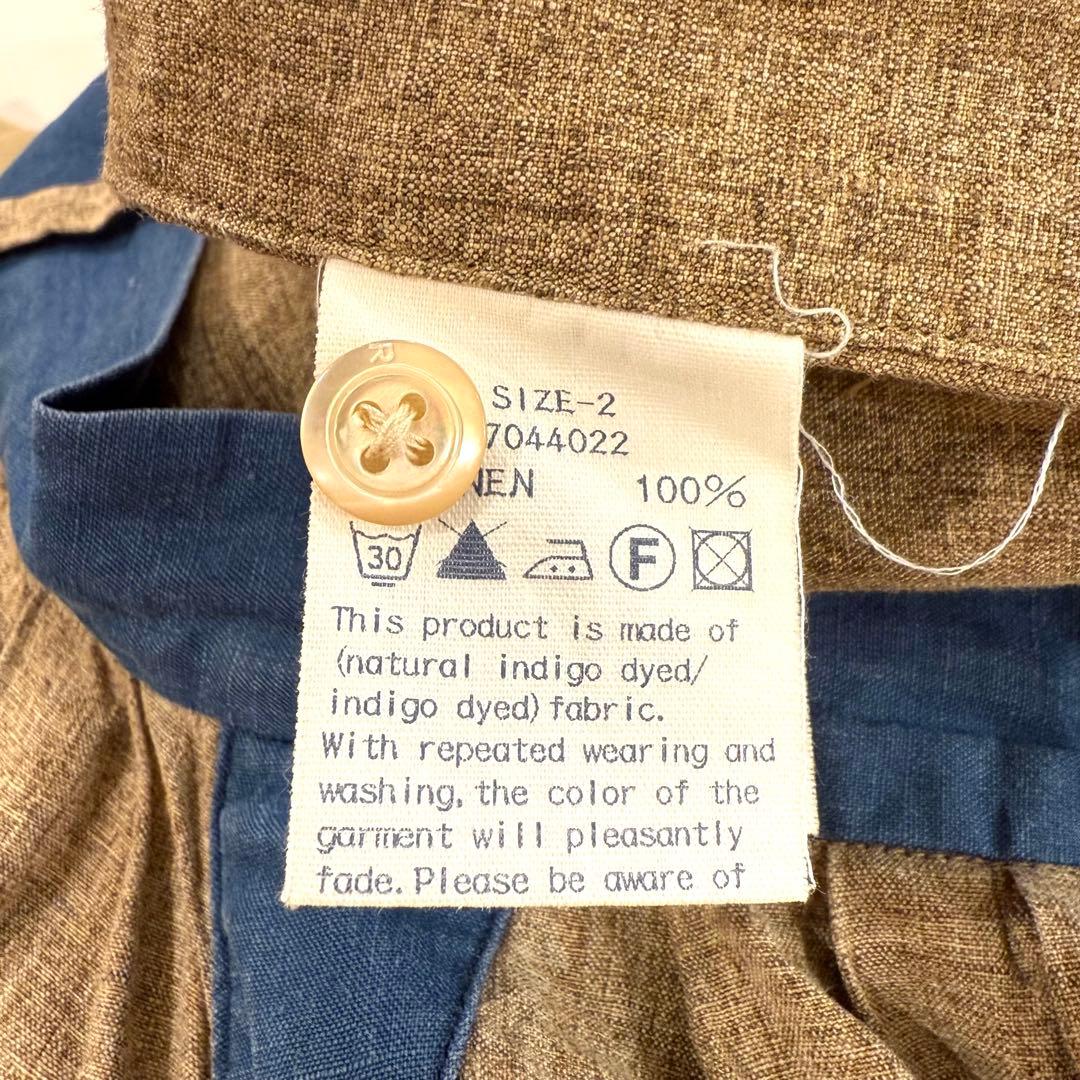 R
SIZE-2
7044022
100%
30 F
This product is made of
(natural indigo dyed/
indigo dyed) fabric.
With repeated wearing and
washing, the color of the
garment will pleasantly
fade. Please be aware of